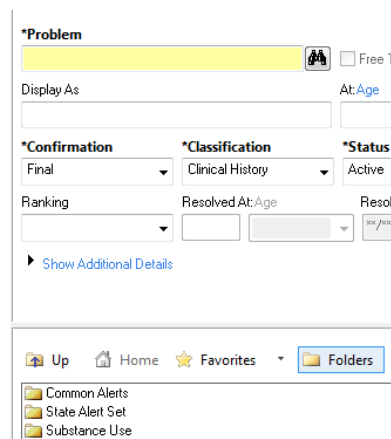 *Problem
Free T
Display As
At:Age
*Confirmation *Classification *Status
Final Clinical History Active
Ranking Resolved At:Age Resol
**/**
Show Additional Details
Up Home Favorites Folders
Common Alerts
State Alert Set
Substance Use